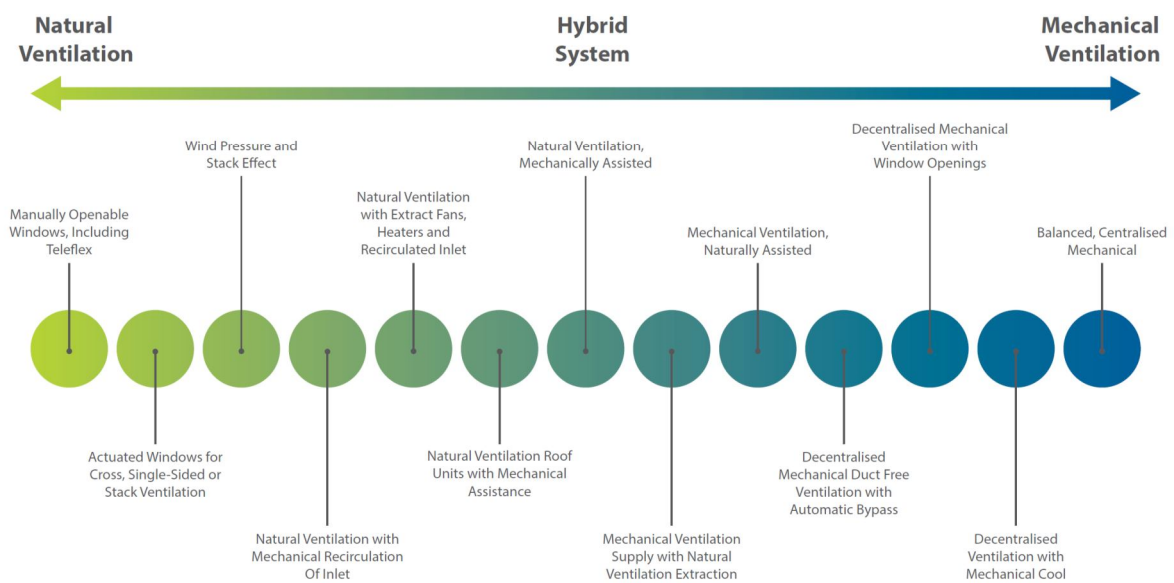 Natural
Ventilation
Hybrid
System
Mechanical
Ventilation
Wind Pressure and
Stack Effect
Natural Ventilation,
Mechanically Assisted
Decentralised Mechanical
Ventilation with
Window Openings
Manually Openable
Windows, Including
Teleflex
Natural Ventilation
with Extract Fans,
Heaters and
Recirculated Inlet
Mechanical Ventilation,
Naturally Assisted
Balanced, Centralised
Mechanical
Actuated Windows for
Cross, Single-Sided or
Stack Ventilation
Natural Ventilation Roof
Units with Mechanical
Assistance
Decentralised
Mechanical Duct Free
Ventilation with
Automatic Bypass
Natural Ventilation with
Mechanical Recirculation
Of Inlet
Mechanical Ventilation
Supply with Natural
Ventilation Extraction
Decentralised
Ventilation with
Mechanical Cool